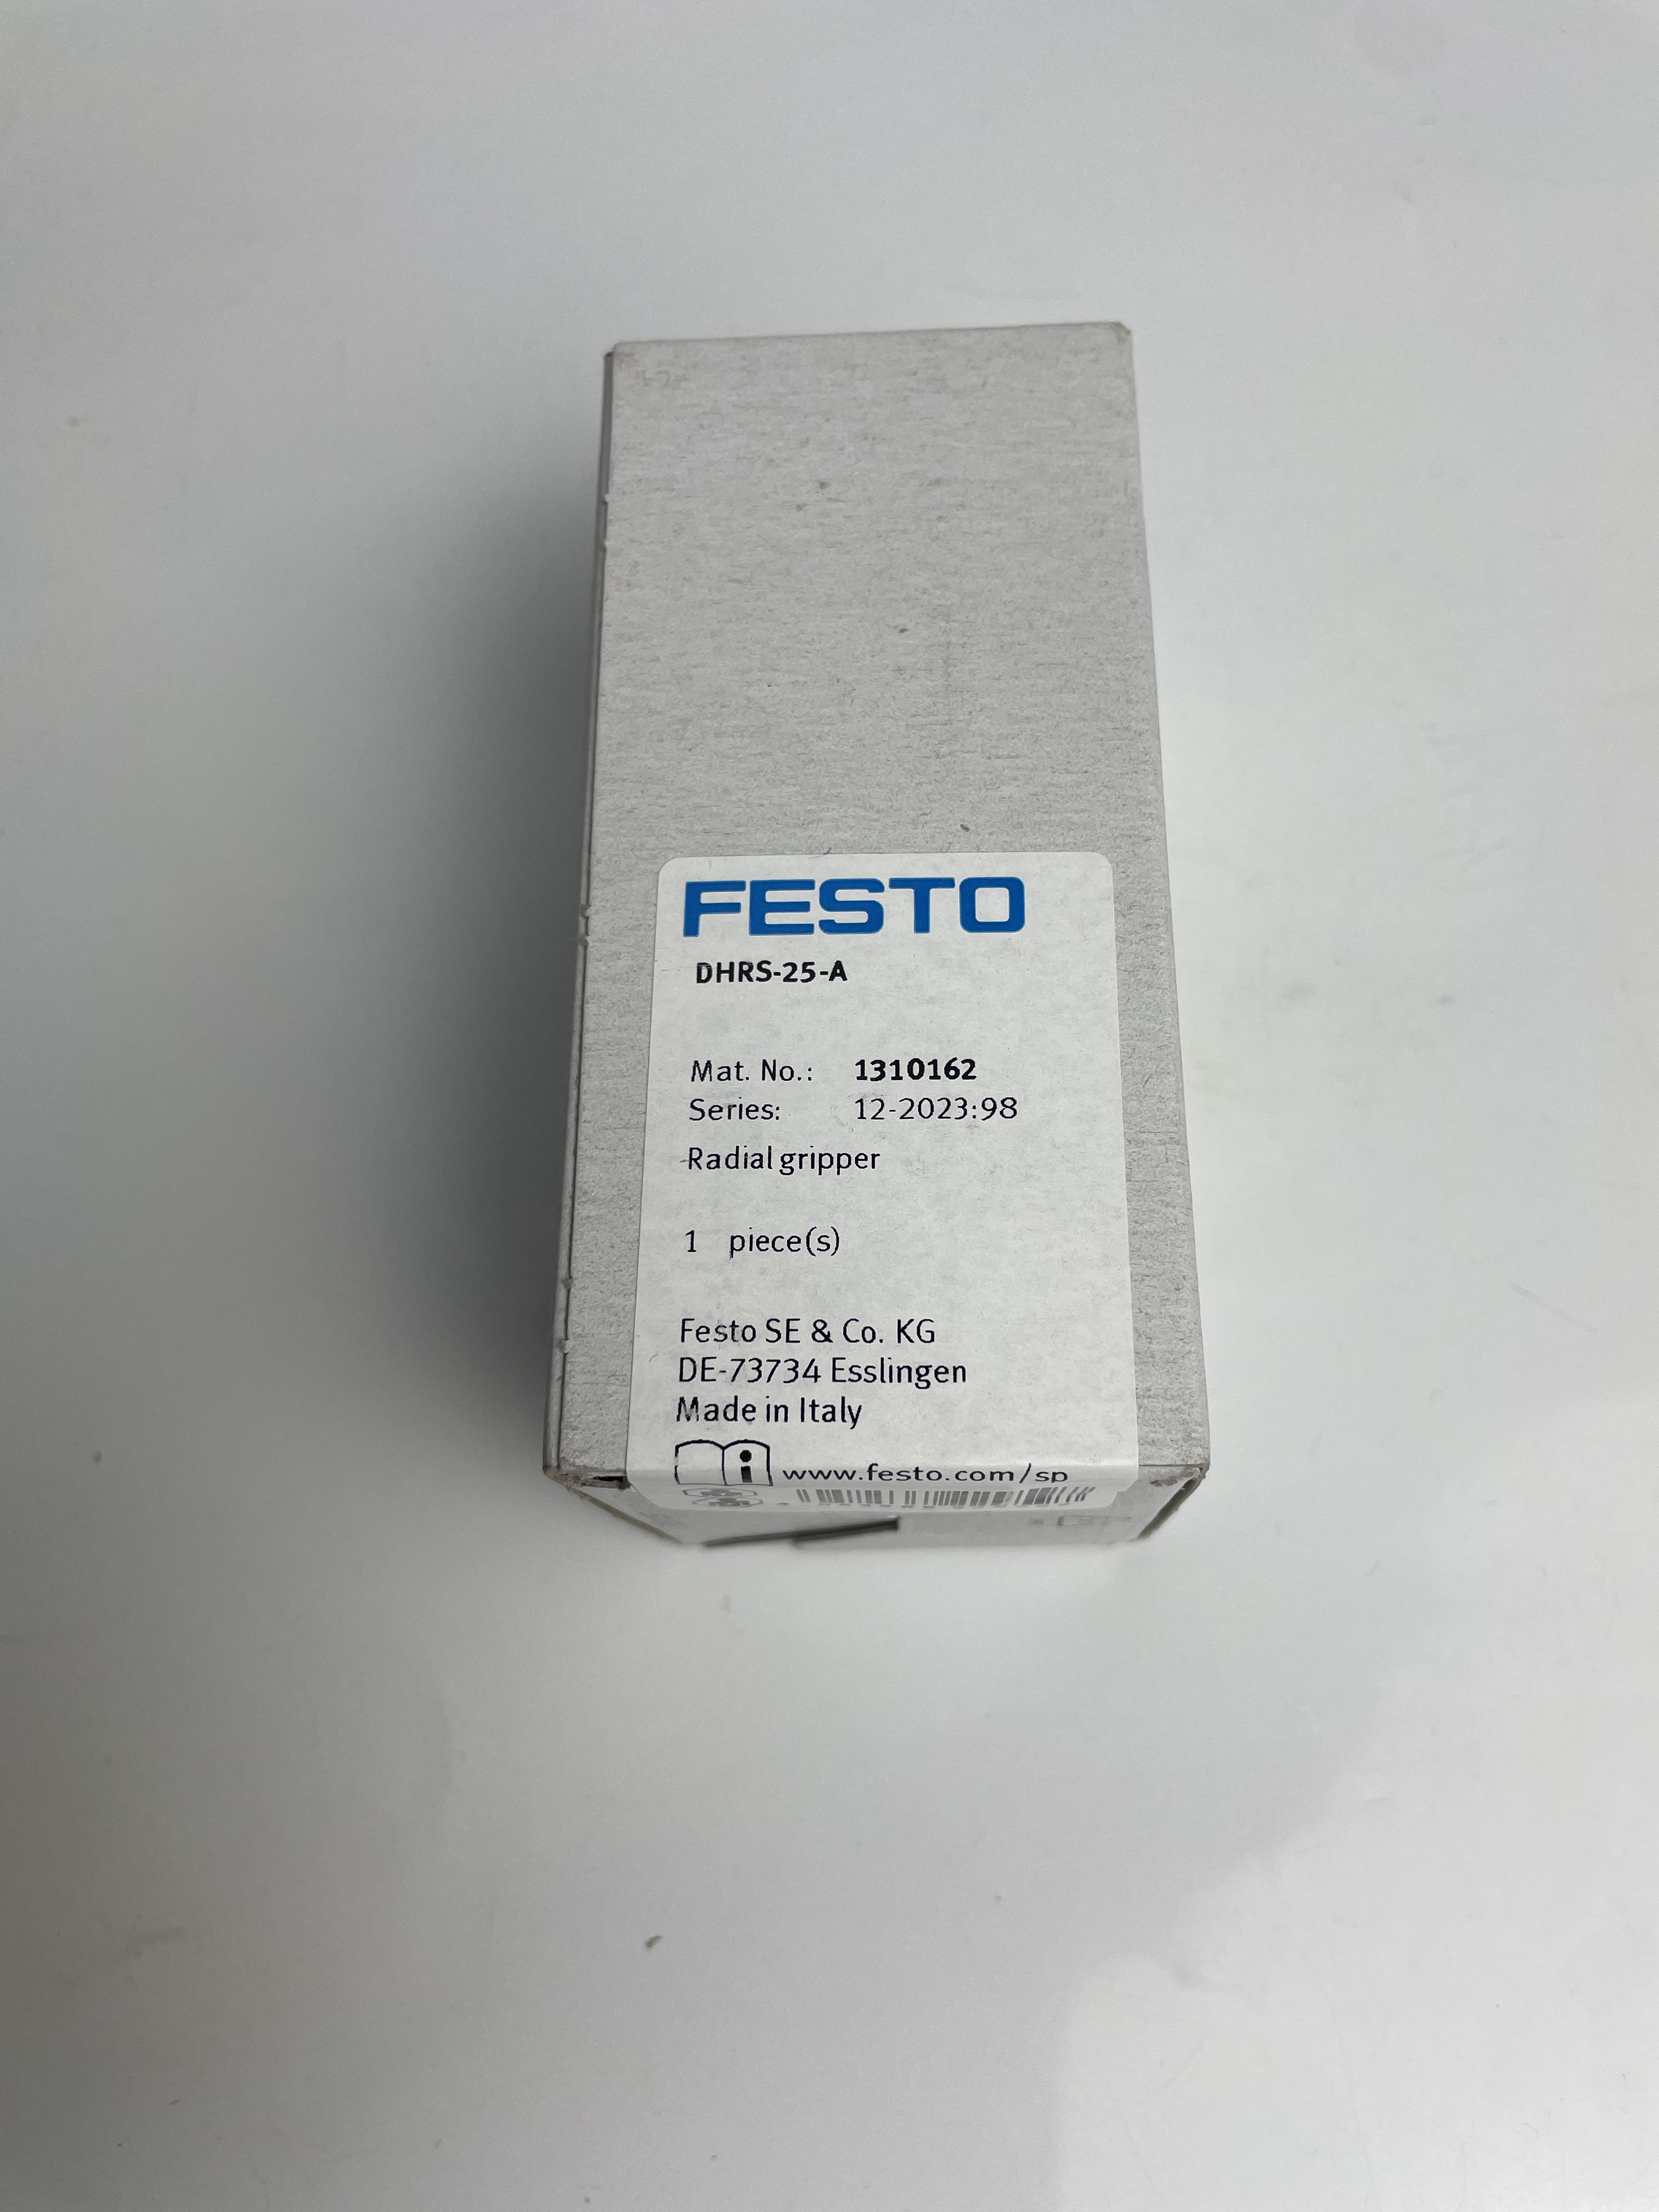 FESTO
DHRS-25-A
Mat. No.: 1310162
Series: 12-2023:98
Radial gripper
1 piece(s)
Festo SE & Co. KG
DE-73734 Esslingen
Made in Italy
www.festo.com/sp